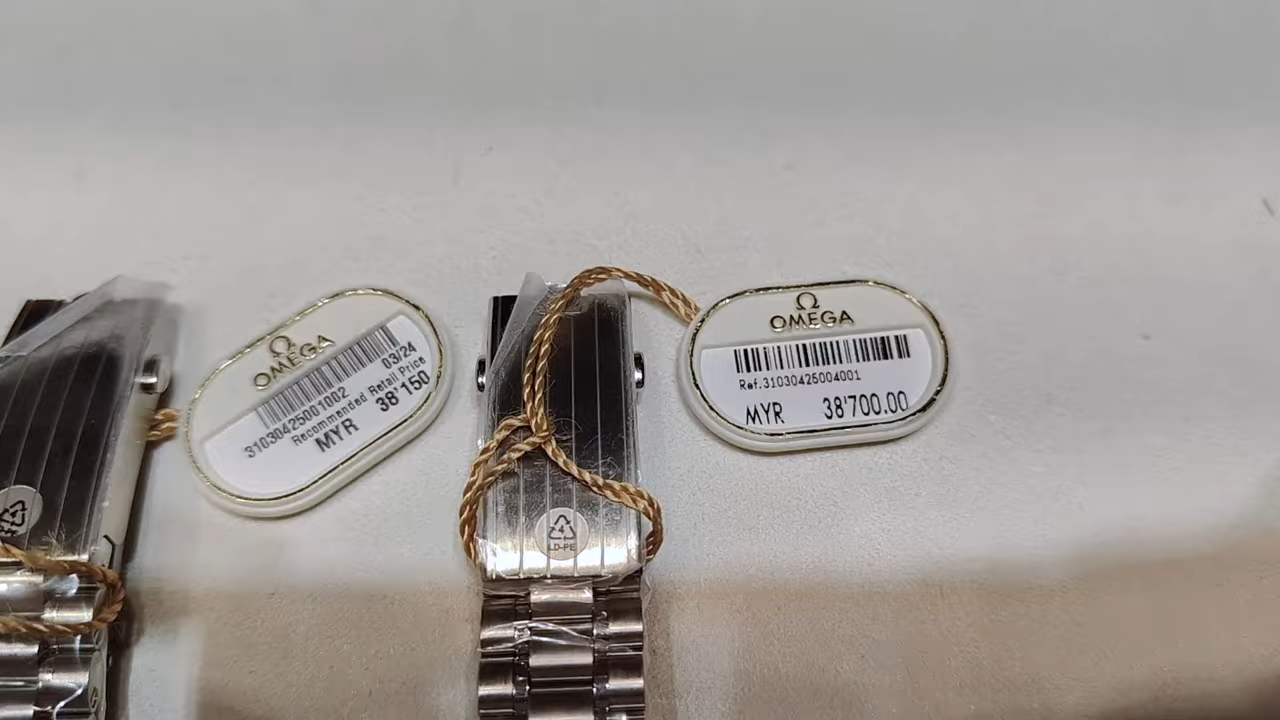 Ω
OMEGA
03/24
31030425001002
Recommended Retail Price
MYR 38'150
Ω
OMEGA
Ref.31030425004001
MYR 38'700.00
4
LD-PE